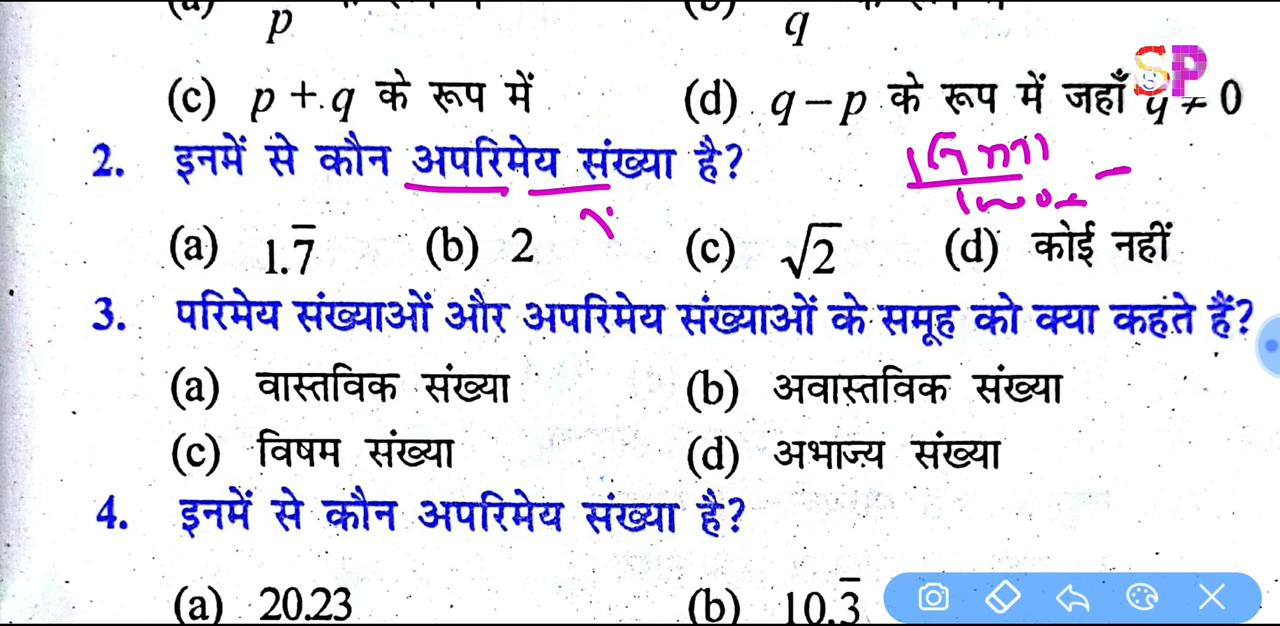 p q
(c) p + q के रूप में (d) q – p के रूप में जहाँ q ≠ 0
SP
2. इनमें से कौन अपरिमेय संख्या है?
(a) 1.7̅ (b) 2 (c) √2 (d) कोई नहीं
3. परिमेय संख्याओं और अपरिमेय संख्याओं के समूह को क्या कहते हैं?
(a) वास्तविक संख्या (b) अवास्तविक संख्या
(c) विषम संख्या (d) अभाज्य संख्या
4. इनमें से कौन अपरिमेय संख्या है?
(a) 20.23 (b) 10.3̅